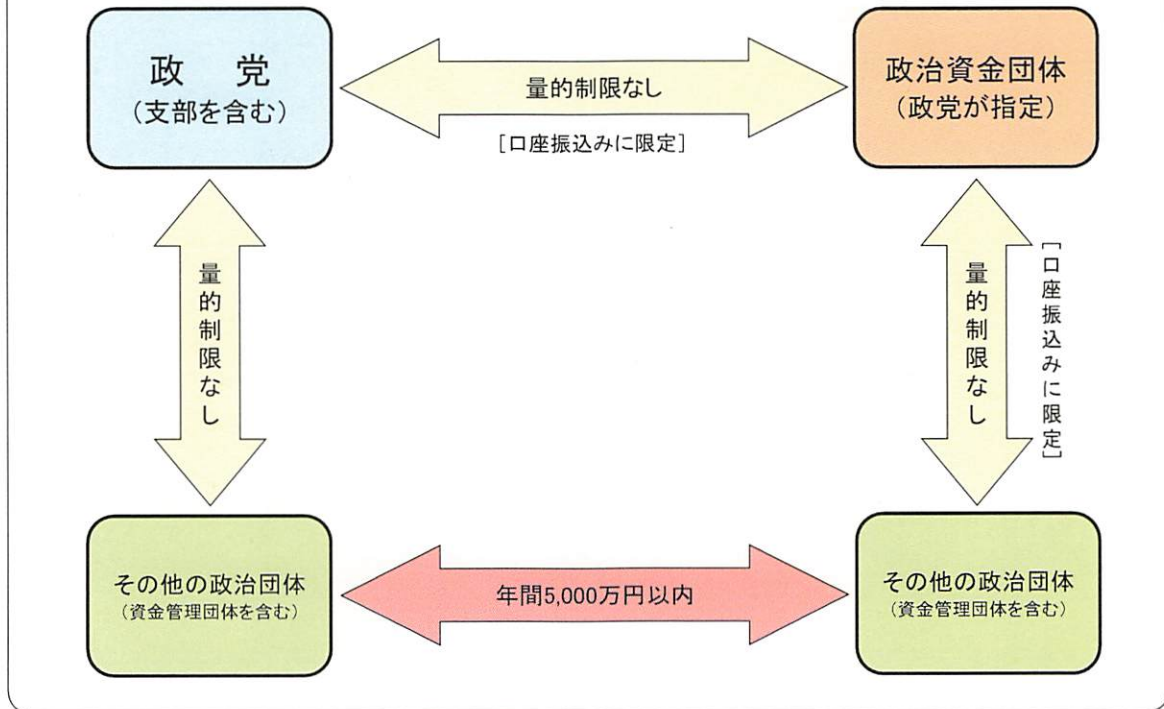 政　党
（支部を含む）
量的制限なし
［口座振込みに限定］
政治資金団体
（政党が指定）
量的制限なし
量的制限なし
［口座振込みに限定］
その他の政治団体
（資金管理団体を含む）
年間5,000万円以内
その他の政治団体
（資金管理団体を含む）